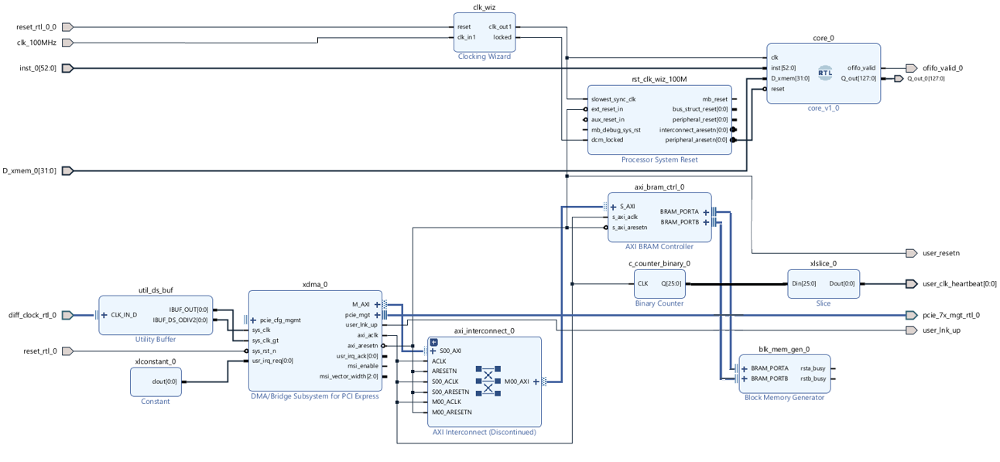 clk_wiz
reset_rtl_0_0
reset
clk_out1
clk_100MHz
clk_in1
locked
Clocking Wizard
core_0
clk
inst_0[52:0]
inst[52:0]
ofifo_valid
ofifo_valid_0
D_xmem[31:0]
RTL
Q_out[127:0]
Q_out_0[127:0]
reset
core_v1_0
rst_clk_wiz_100M
slowest_sync_clk
mb_reset
ext_reset_in
bus_struct_reset[0:0]
aux_reset_in
peripheral_reset[0:0]
mb_debug_sys_rst
interconnect_aresetn[0:0]
dcm_locked
peripheral_aresetn[0:0]
Processor System Reset
D_xmem_0[31:0]
axi_bram_ctrl_0
S_AXI
BRAM_PORTA
s_axi_aclk
BRAM_PORTB
s_axi_aresetn
AXI BRAM Controller
user_resetn
c_counter_binary_0
CLK
Q[25:0]
Binary Counter
xlslice_0
Din[25:0]
Dout[0:0]
Slice
user_clk_heartbeat[0:0]
util_ds_buf
diff_clock_rtl_0
CLK_IN_D
IBUF_OUT[0:0]
IBUF_DS_ODIV2[0:0]
Utility Buffer
reset_rtl_0
xlconstant_0
dout[0:0]
Constant
xdma_0
M_AXI
pcie_cfg_mgmt
pcie_mgt
sys_clk
user_lnk_up
sys_clk_gt
axi_aclk
sys_rst_n
axi_aresetn
usr_irq_req[0:0]
usr_irq_ack[0:0]
msi_enable
msi_vector_width[2:0]
DMA/Bridge Subsystem for PCI Express
pcie_7x_mgt_rtl_0
user_lnk_up
axi_interconnect_0
S00_AXI
ACLK
ARESETN
S00_ACLK
M00_AXI
S00_ARESETN
M00_ACLK
M00_ARESETN
AXI Interconnect (Discontinued)
blk_mem_gen_0
BRAM_PORTA
rsta_busy
BRAM_PORTB
rstb_busy
Block Memory Generator